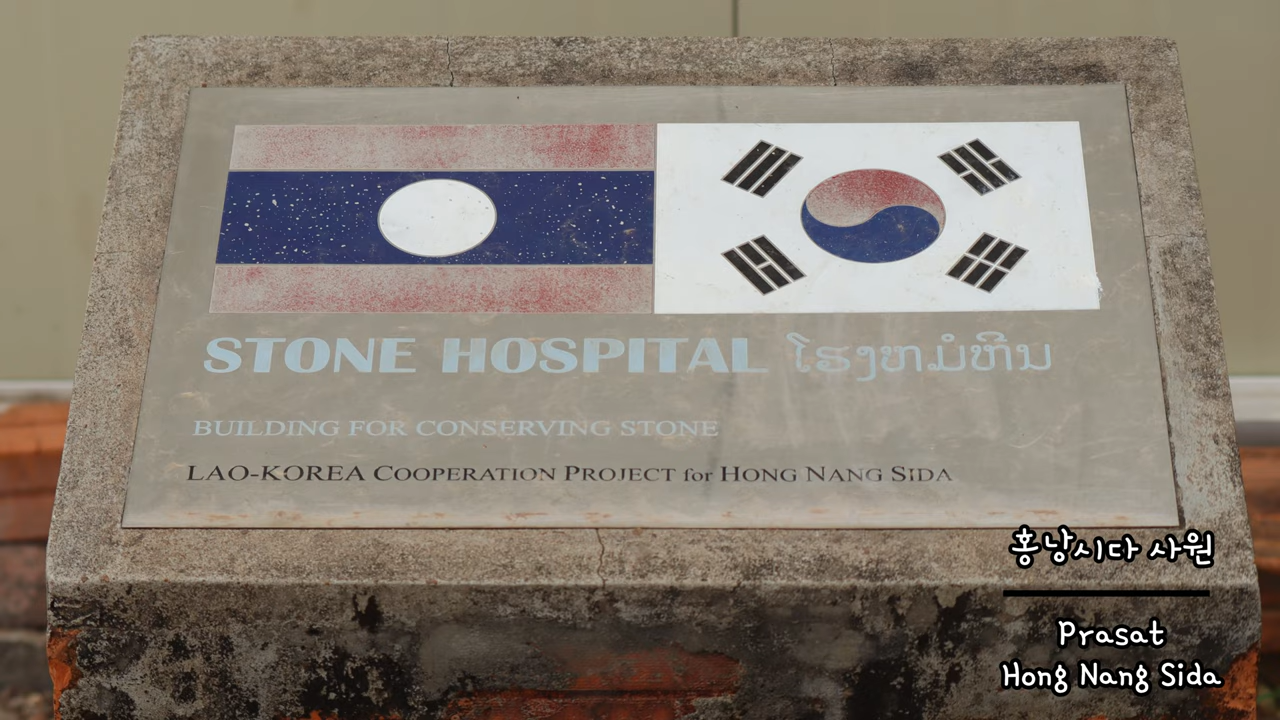 STONE HOSPITAL ໂຮງຫມໍຫີນ
BUILDING FOR CONSERVING STONE
LAO-KOREA COOPERATION PROJECT for HONG NANG SIDA
홍낭시다 사원
Prasat
Hong Nang Sida